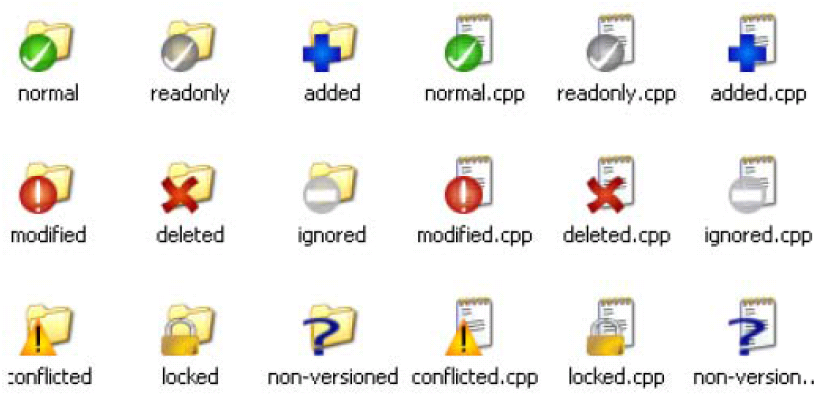 normal readonly added normal.cpp readonly.cpp added.cpp
modified deleted ignored modified.cpp deleted.cpp ignored.cpp
conflicted locked non-versioned conflicted.cpp locked.cpp non-version..